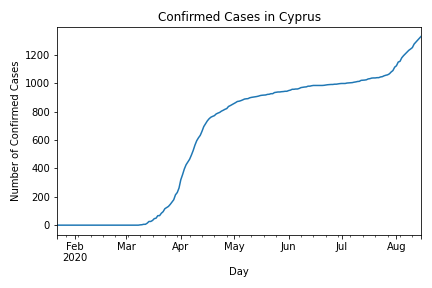 Confirmed Cases in Cyprus
Number of Confirmed Cases
1200
1000
800
600
400
200
0
Feb Mar Apr May Jun Jul Aug
2020
Day